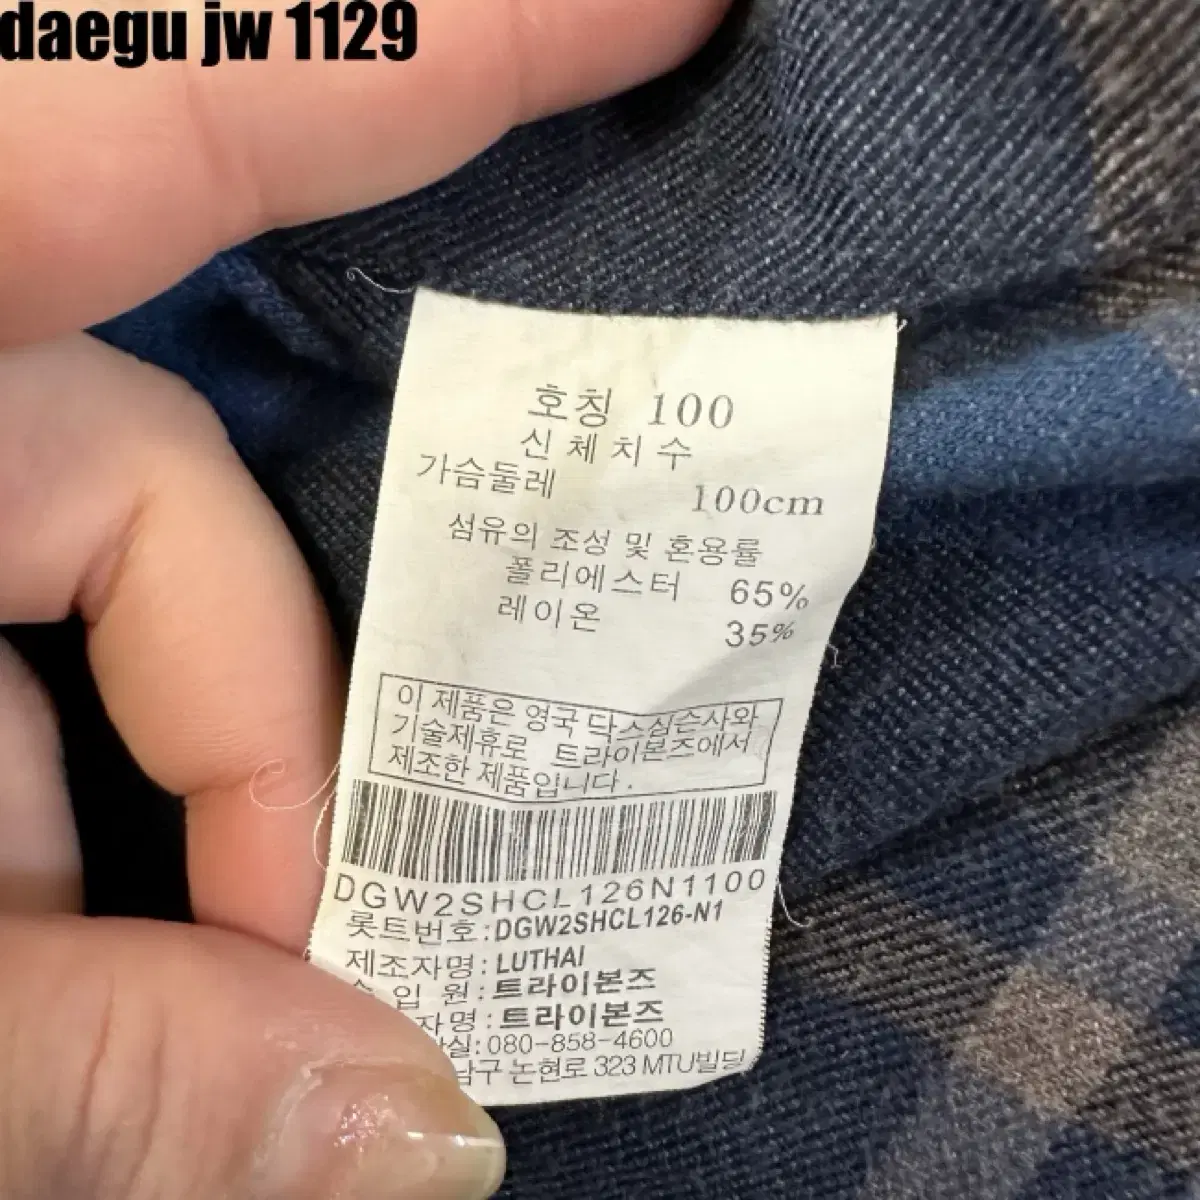 daegu jw 1129
호칭 100
신체치수
가슴둘레 100cm
섬유의 조성 및 혼용률
폴리에스터 65%
레이온 35%
이 제품은 영국 닥스심슨사와
기술제휴로 트라이본즈에서
제조한 제품입니다.
DGW2SHCL126N1100
롯트번호:DGW2SHCL126-N1
제조자명:LUTHAI
입 원:트라이본즈
자명:트라이본즈
실:080-858-4600
남구 논현로 323 MTU빌딩